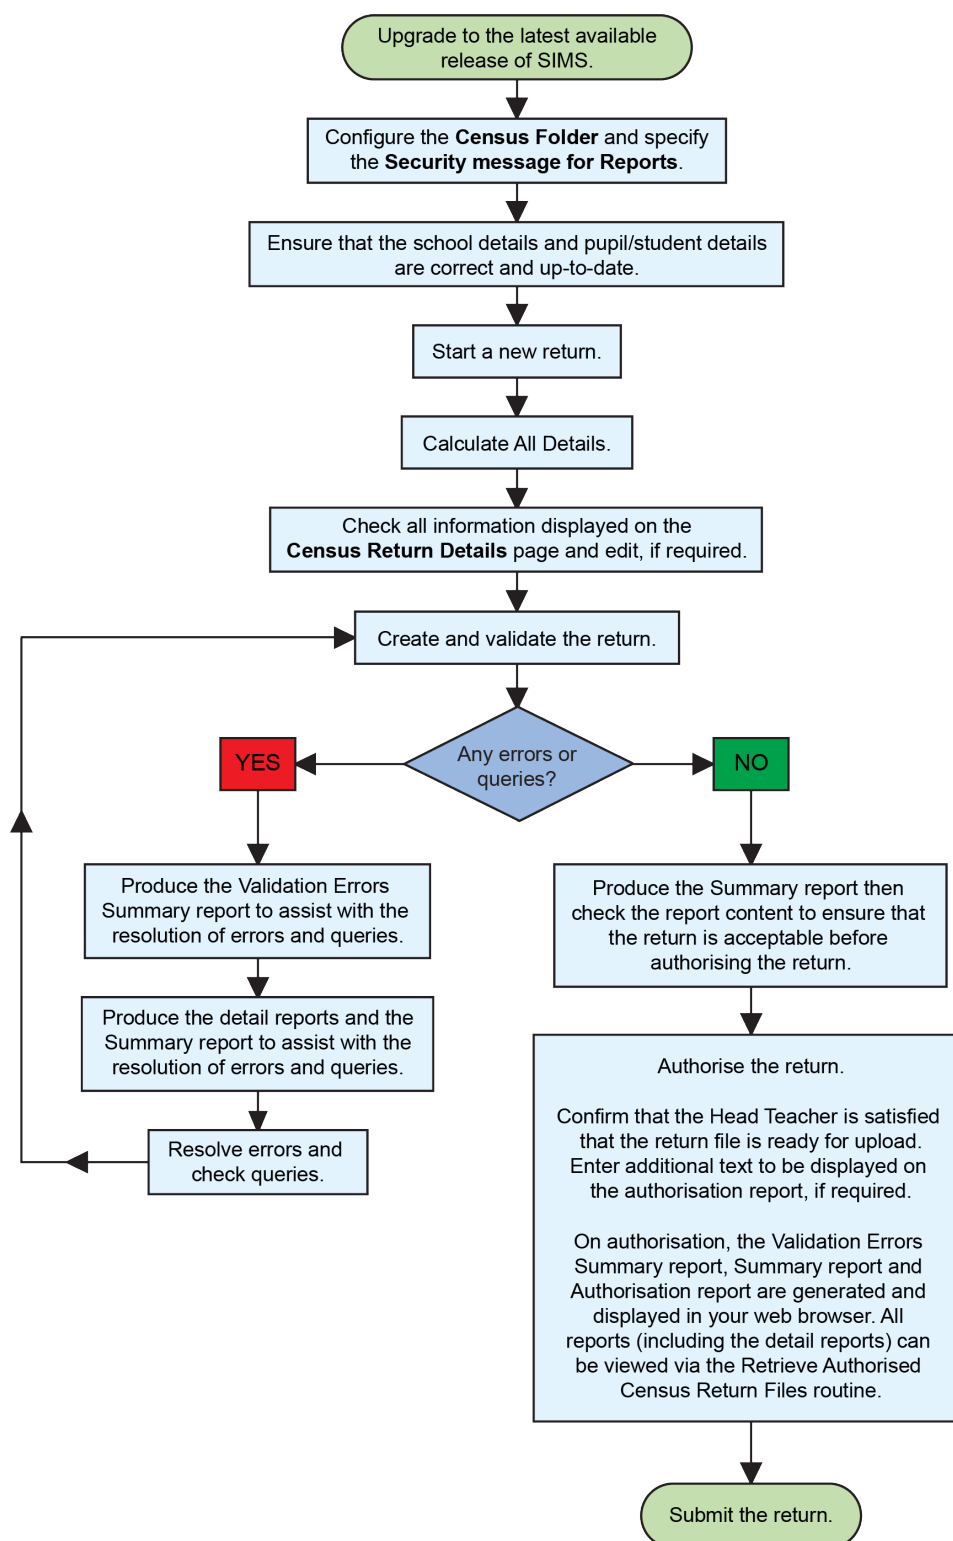 Upgrade to the latest available
release of SIMS.
Configure the Census Folder and specify
the Security message for Reports.
Ensure that the school details and pupil/student details
are correct and up-to-date.
Start a new return.
Calculate All Details.
Check all information displayed on the
Census Return Details page and edit, if required.
Create and validate the return.
Any errors or
queries?
YES
NO
Produce the Validation Errors
Summary report to assist with the
resolution of errors and queries.
Produce the detail reports and the
Summary report to assist with the
resolution of errors and queries.
Resolve errors and
check queries.
Produce the Summary report then
check the report content to ensure that
the return is acceptable before
authorising the return.
Authorise the return.
Confirm that the Head Teacher is satisfied
that the return file is ready for upload.
Enter additional text to be displayed on
the authorisation report, if required.
On authorisation, the Validation Errors
Summary report, Summary report and
Authorisation report are generated and
displayed in your web browser. All
reports (including the detail reports) can
be viewed via the Retrieve Authorised
Census Return Files routine.
Submit the return.